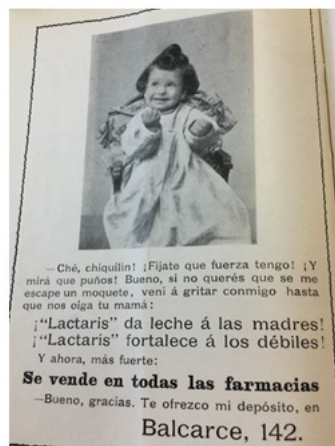 —Ché, chiquilín! ¡Fijate que fuerza tengo! ¡Y
mirá que puños! Bueno, si no querés que se me
escape un moquete, vení á gritar conmigo hasta
que nos oiga tu mamá:
¡"Lactaris" da leche á las madres!
¡"Lactaris" fortalece á los débiles!
Y ahora, más fuerte:
Se vende en todas las farmacias
—Bueno, gracias. Te ofrezco mi depósito, en
Balcarce, 142.